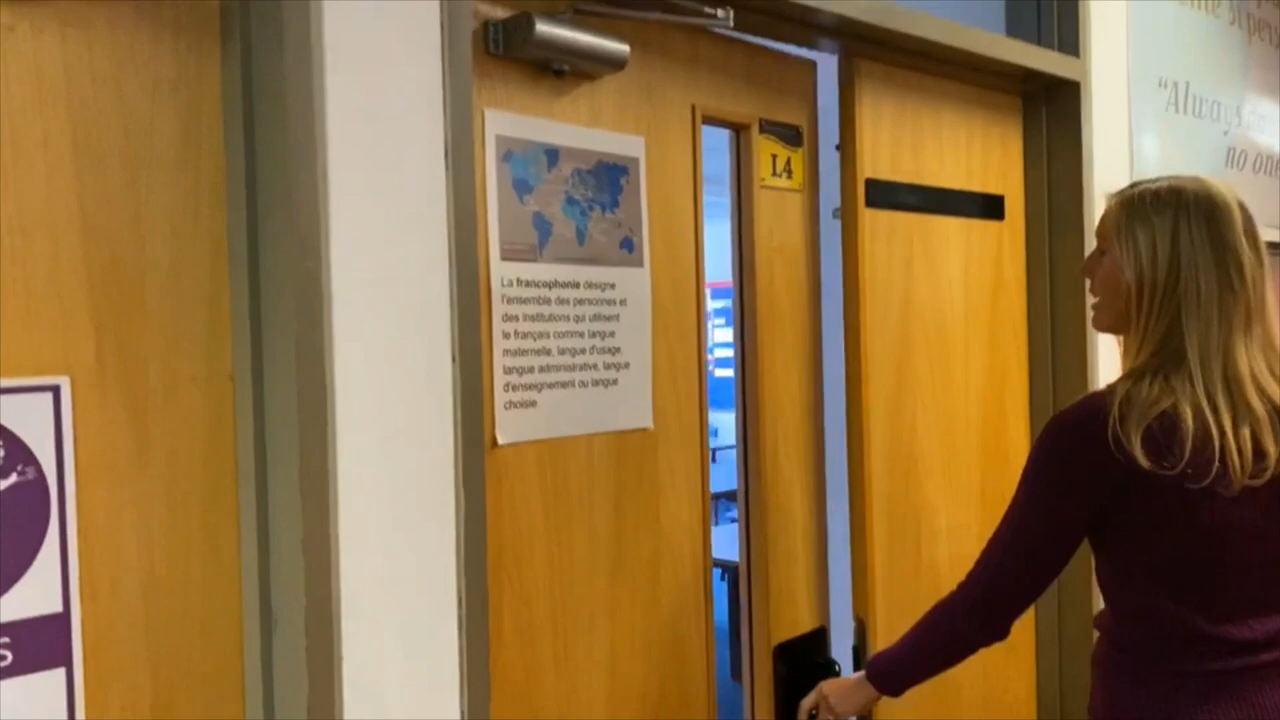 “Always
no one
L4
La francophonie désigne
l'ensemble des personnes et
des institutions qui utilisent
le français comme langue
maternelle, langue d'usage,
langue administrative, langue
d'enseignement ou langue
choisie
S